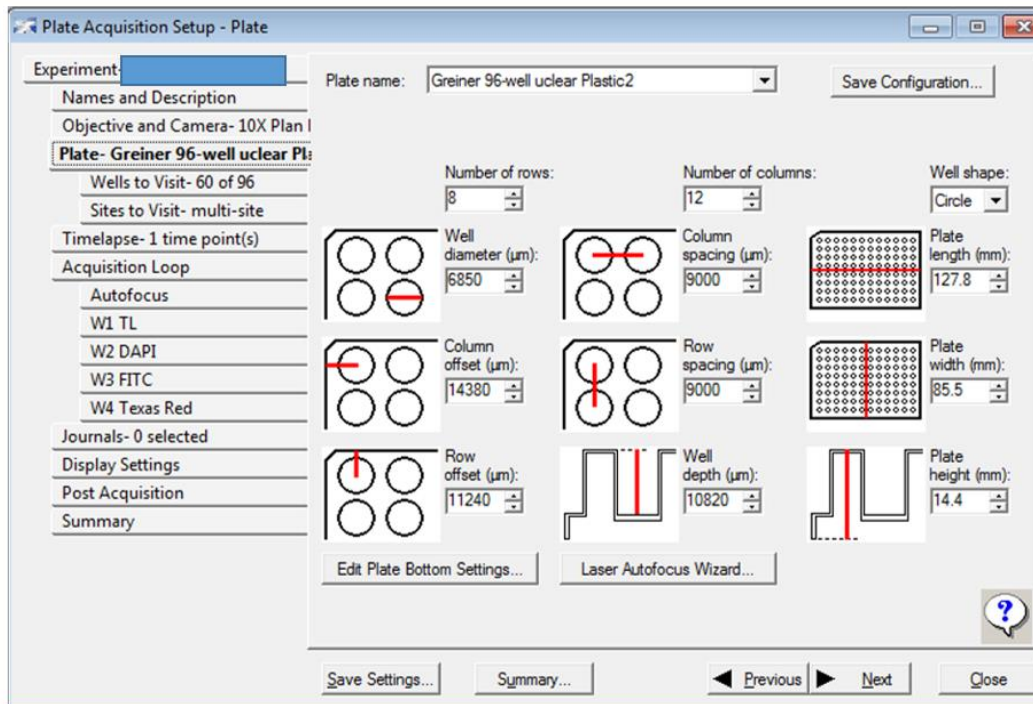 Plate Acquisition Setup - Plate
Experiment-
Names and Description
Objective and Camera- 10X Plan
Plate- Greiner 96-well uclear Pla
Wells to Visit- 60 of 96
Sites to Visit- multi-site
Timelapse- 1 time point(s)
Acquisition Loop
Autofocus
W1 TL
W2 DAPI
W3 FITC
W4 Texas Red
Journals- 0 selected
Display Settings
Post Acquisition
Summary
Plate name: Greiner 96-well uclear Plastic2 Save Configuration...
Number of rows: Number of columns: Well shape:
8 12 Circle
Well diameter (µm):
6850
Column spacing (µm):
9000
Plate length (mm):
127.8
Column offset (µm):
14380
Row spacing (µm):
9000
Plate width (mm):
85.5
Row offset (µm):
11240
Well depth (µm):
10820
Plate height (mm):
14.4
Edit Plate Bottom Settings... Laser Autofocus Wizard...
?
Save Settings... Summary... Previous Next Close